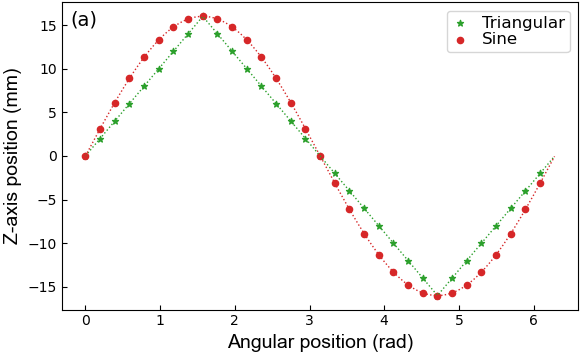 (a)
Triangular
Sine
Z-axis position (mm)
15
10
5
0
−5
−10
−15
0 1 2 3 4 5 6
Angular position (rad)